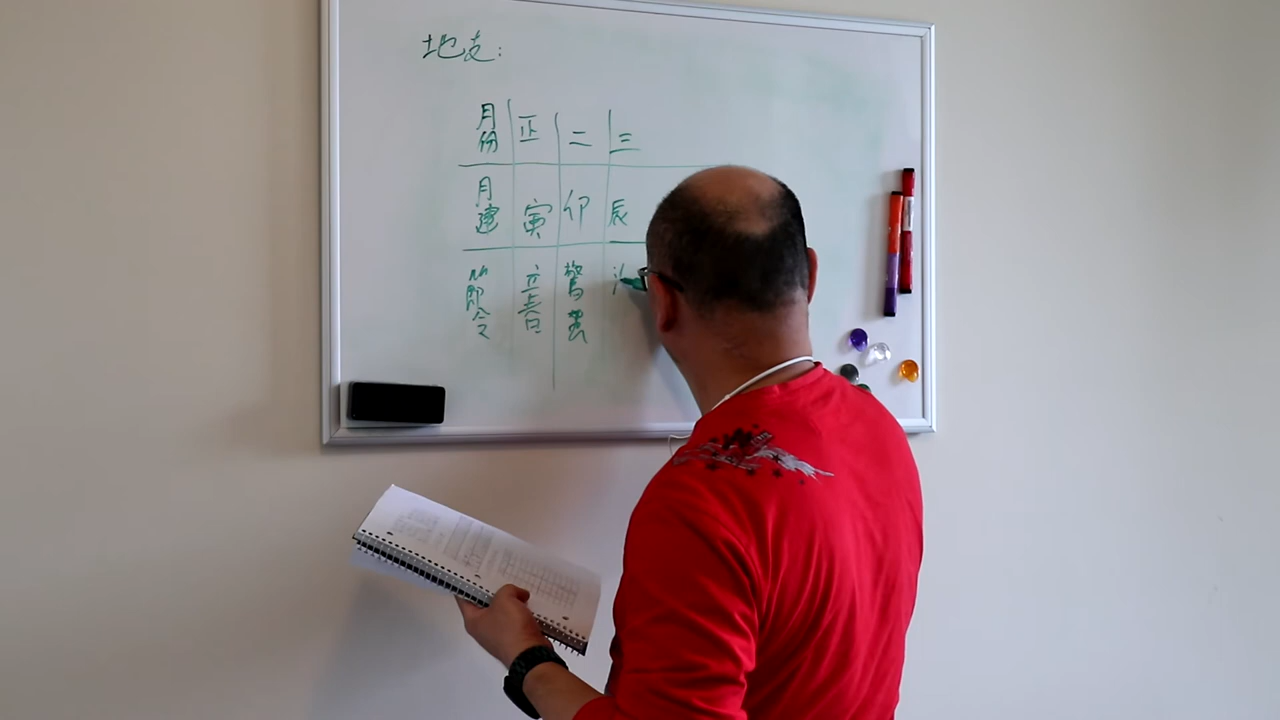 地支：
月份 正 二 三
月建 寅 卯 辰
節令 立春 驚蟄